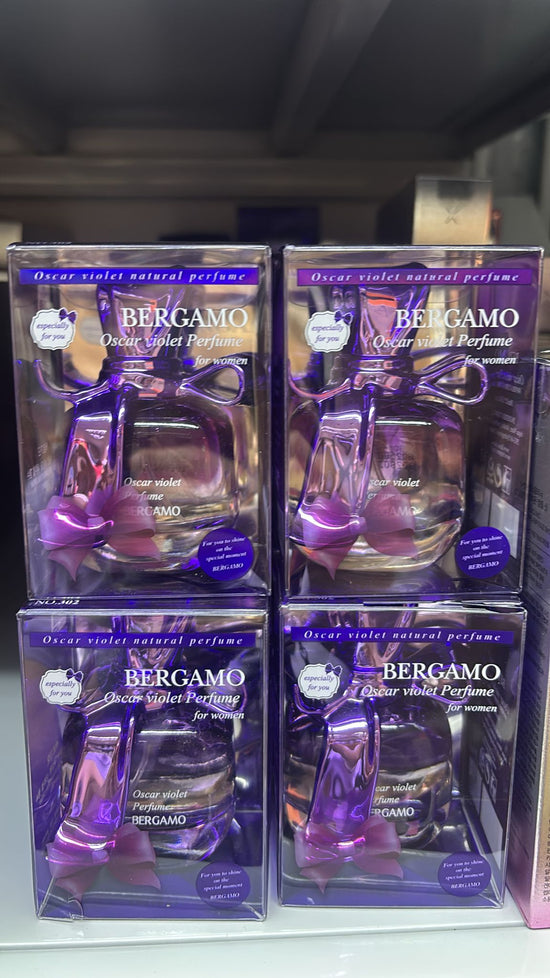 Oscar violet natural perfume
especially
for you
BERGAMO
Oscar violet Perfume
for women
Oscar violet
Perfume
BERGAMO
For you to shine
on the
special moment
BERGAMO
Oscar violet natural perfume
especially
for you
BERGAMO
Oscar violet Perfume
for women
Oscar violet
Perfume
BERGAMO
For you to shine
on the
special moment
BERGAMO
NO.302
Oscar violet natural perfume
especially
for you
BERGAMO
Oscar violet Perfume
for women
Oscar violet
Perfume
BERGAMO
For you to shine
on the
special moment
BERGAMO
Oscar violet natural perfume
especially
for you
BERGAMO
Oscar violet Perfume
for women
Oscar violet
Perfume
BERGAMO
For you to shine
on the
special moment
BERGAMO